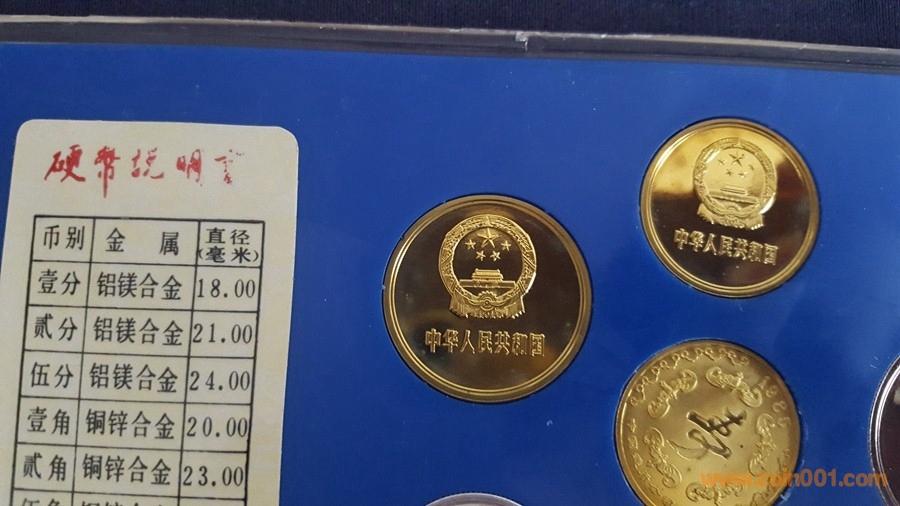 硬幣说明
币别 金属 直径(毫米)
壹分 铝镁合金 18.00
贰分 铝镁合金 21.00
伍分 铝镁合金 24.00
壹角 铜锌合金 20.00
贰角 铜锌合金 23.00
中华人民共和国
中华人民共和国
www.coin001.com